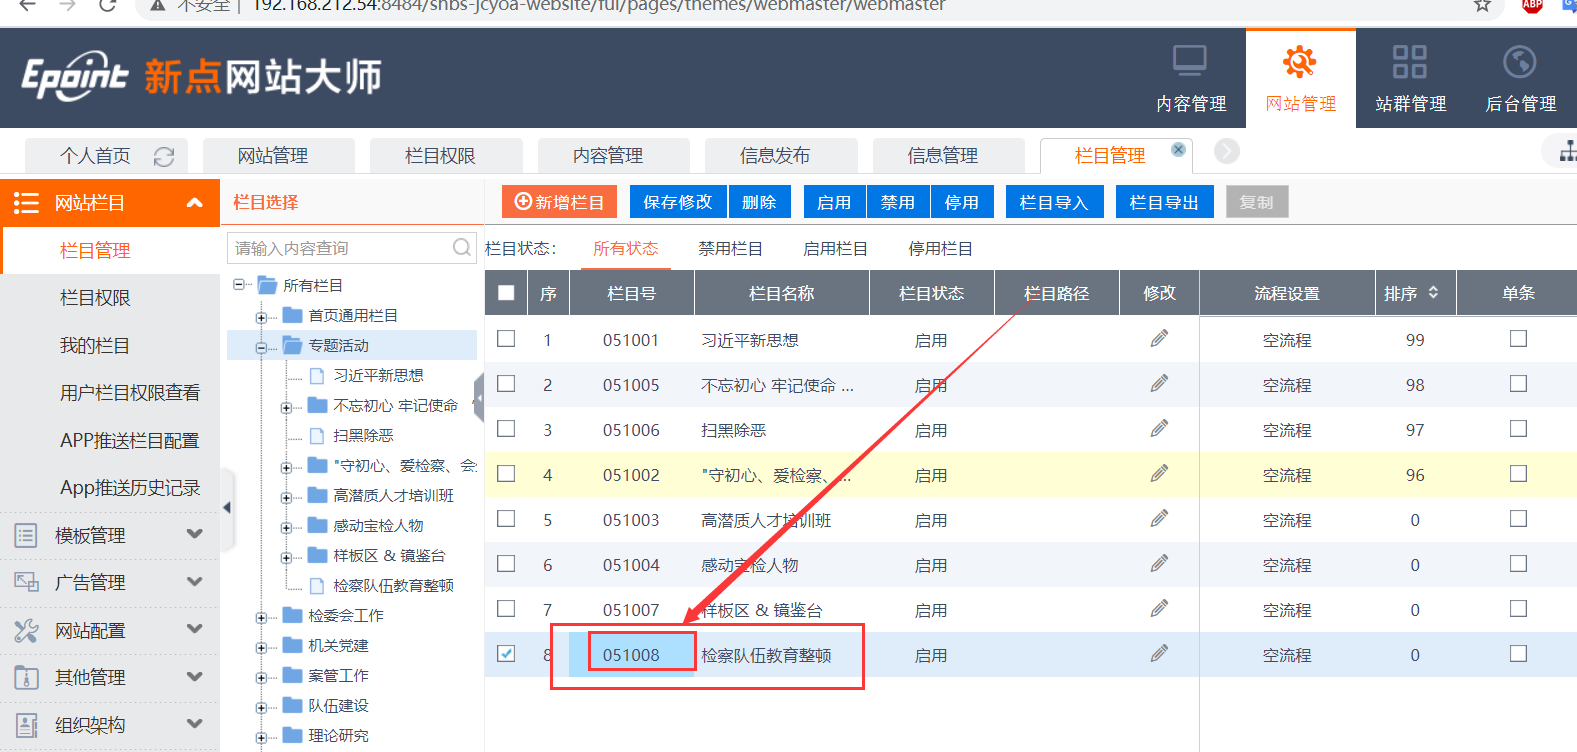 不安全 | 192.168.212.54:8484/shbs-jcyoa-website/ful/pages/themes/webmaster/webmaster
ABP
Epoint 新点网站大师
内容管理 网站管理 站群管理 后台管理
个人首页 网站管理 栏目权限 内容管理 信息发布 信息管理 栏目管理
网站栏目
栏目管理
栏目权限
我的栏目
用户栏目权限查看
APP推送栏目配置
App推送历史记录
模板管理
广告管理
网站配置
其他管理
组织架构
栏目选择
请输入内容查询
所有栏目
首页通用栏目
专题活动
习近平新思想
不忘初心 牢记使命
扫黑除恶
"守初心、爱检察、会
高潜质人才培训班
感动宝检人物
样板区 & 镜鉴台
检察队伍教育整顿
检委会工作
机关党建
案管工作
队伍建设
理论研究
新增栏目 保存修改 删除 启用 禁用 停用 栏目导入 栏目导出 复制
栏目状态： 所有状态 禁用栏目 启用栏目 停用栏目
序 栏目号 栏目名称 栏目状态 栏目路径 修改 流程设置 排序 单条
1 051001 习近平新思想 启用 空流程 99
2 051005 不忘初心 牢记使命 ... 启用 空流程 98
3 051006 扫黑除恶 启用 空流程 97
4 051002 "守初心、爱检察、... 启用 空流程 96
5 051003 高潜质人才培训班 启用 空流程 0
6 051004 感动宝检人物 启用 空流程 0
7 051007 样板区 & 镜鉴台 启用 空流程 0
8 051008 检察队伍教育整顿 启用 空流程 0